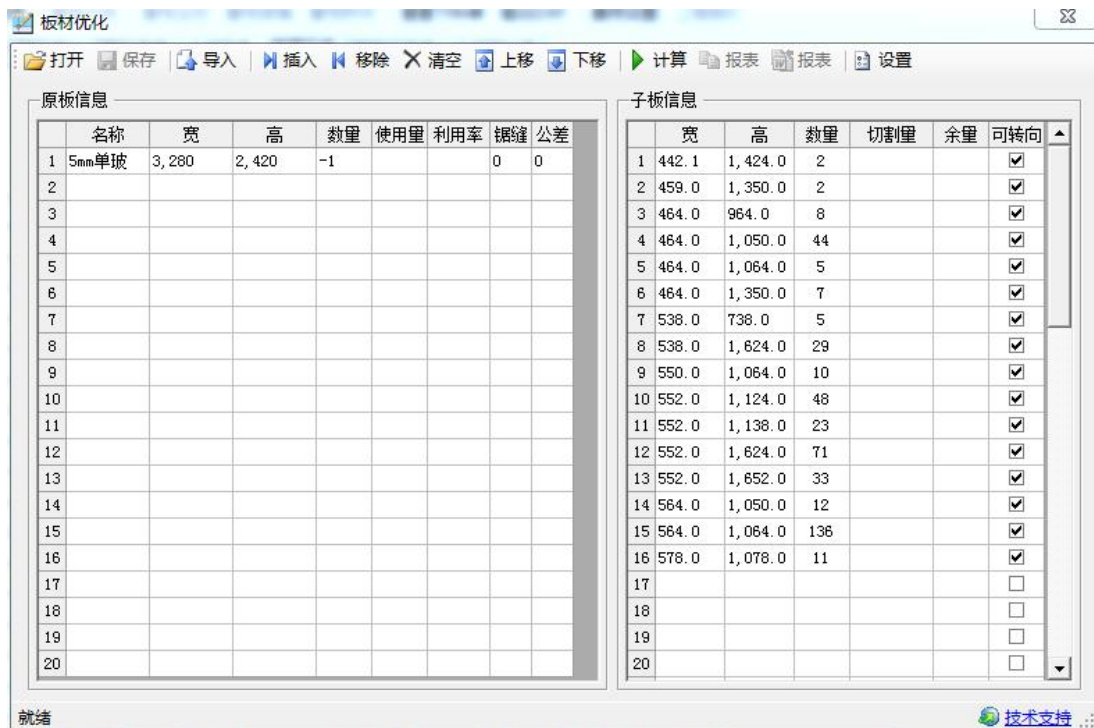 板材优化
打开 保存 导入 插入 移除 清空 上移 下移 计算 报表 报表 设置
原板信息
名称 宽 高 数量 使用量 利用率 锯缝 公差
1 5mm单玻 3,280 2,420 -1 0 0
2
3
4
5
6
7
8
9
10
11
12
13
14
15
16
17
18
19
20
子板信息
宽 高 数量 切割量 余量 可转向
1 442.1 1,424.0 2
2 459.0 1,350.0 2
3 464.0 964.0 8
4 464.0 1,050.0 44
5 464.0 1,064.0 5
6 464.0 1,350.0 7
7 538.0 738.0 5
8 538.0 1,624.0 29
9 550.0 1,064.0 10
10 552.0 1,124.0 48
11 552.0 1,138.0 23
12 552.0 1,624.0 71
13 552.0 1,652.0 33
14 564.0 1,050.0 12
15 564.0 1,064.0 136
16 578.0 1,078.0 11
17
18
19
20
就绪 技术支持